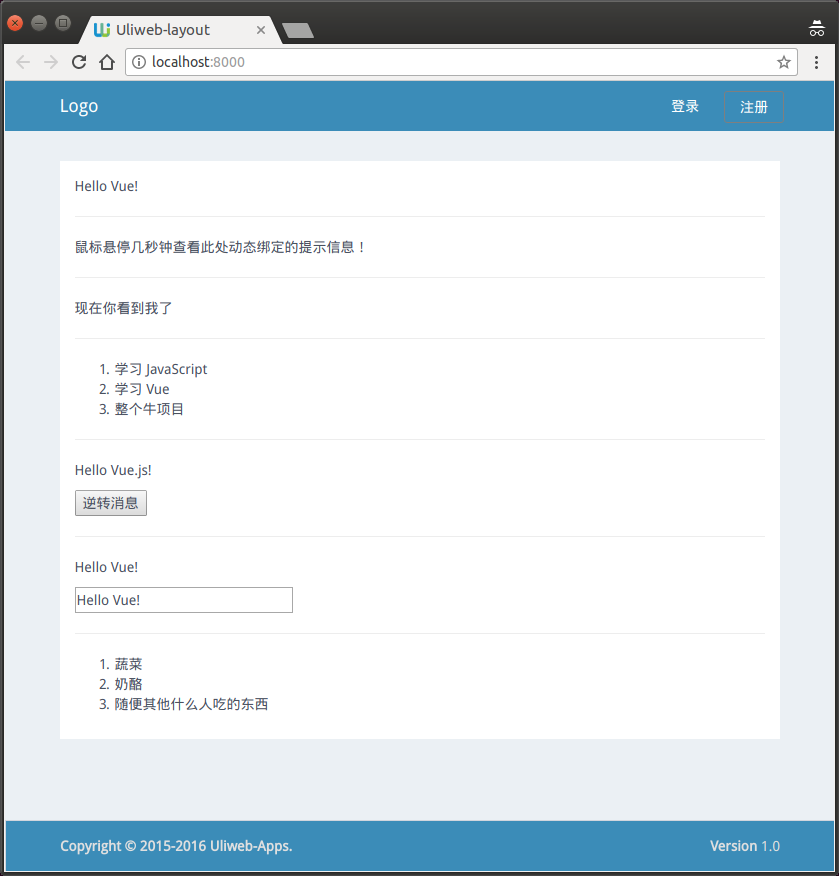 Uliweb-layout
localhost:8000
Logo 登录 注册
Hello Vue!
鼠标悬停几秒钟查看此处动态绑定的提示信息！
现在你看到我了
1. 学习 JavaScript
2. 学习 Vue
3. 整个牛项目
Hello Vue.js!
逆转消息
Hello Vue!
Hello Vue!
1. 蔬菜
2. 奶酪
3. 随便其他什么人吃的东西
Copyright © 2015-2016 Uliweb-Apps. Version 1.0